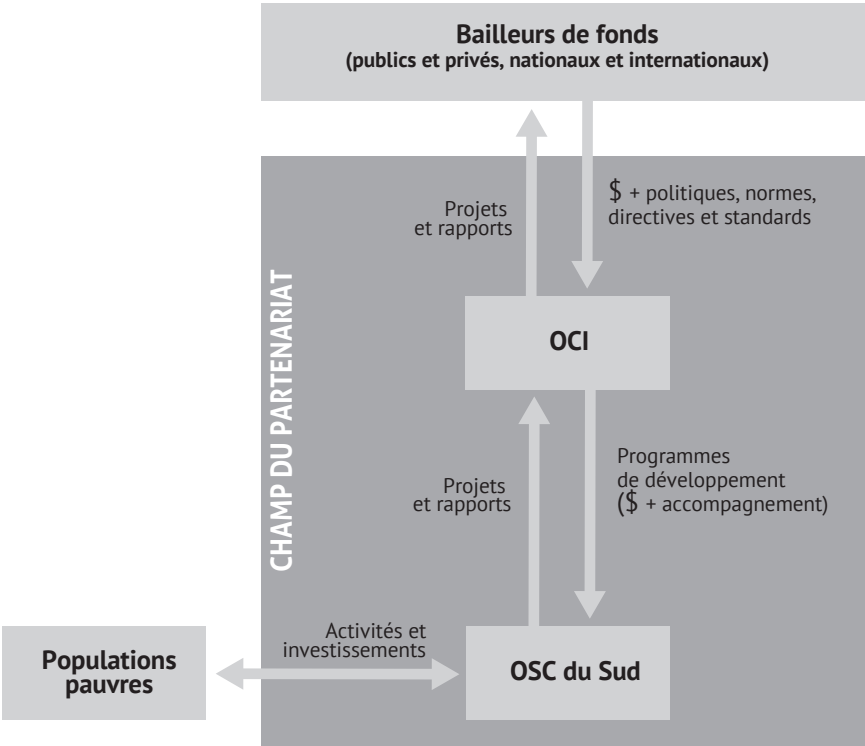 Bailleurs de fonds
(publics et privés, nationaux et internationaux)
Projets
et rapports
$ + politiques, normes,
directives et standards
CHAMP DU PARTENARIAT
OCI
Projets
et rapports
Programmes
de développement
($ + accompagnement)
Activités et
investissements
Populations
pauvres
OSC du Sud